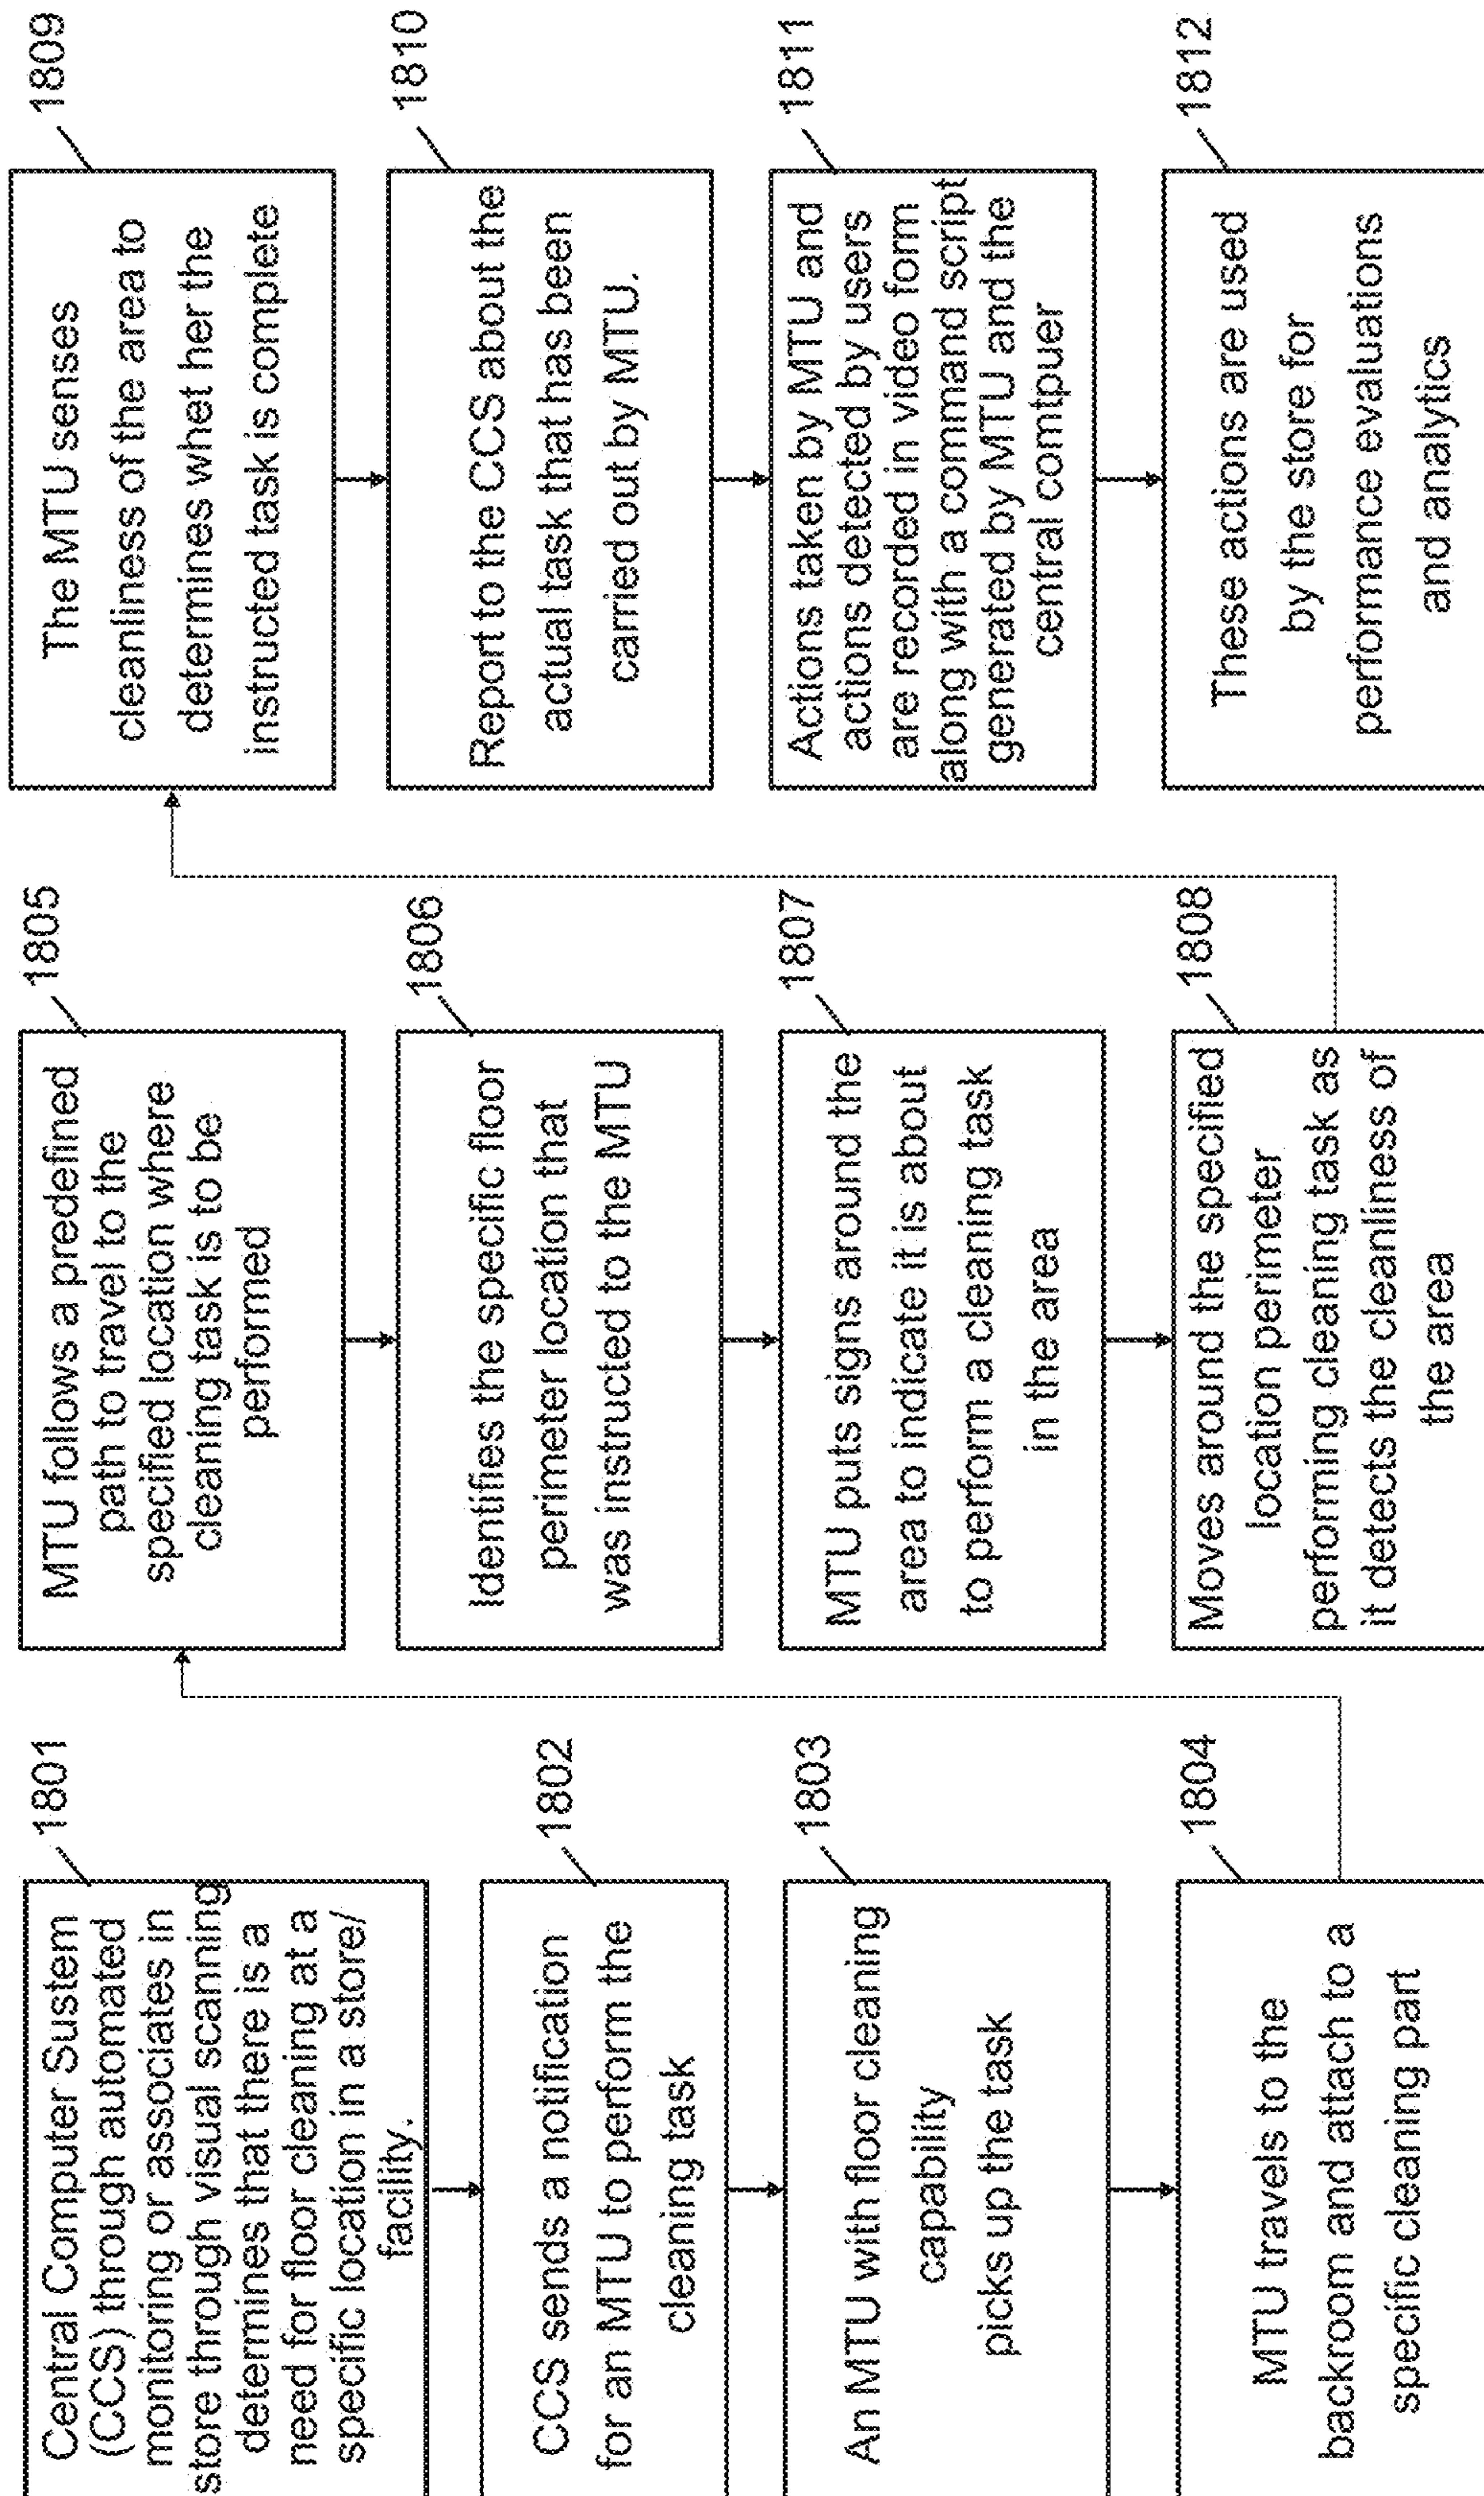 1801
Central Computer Sustem
(CCS) through automated
monitoring or associates in
store through visual scanning
determines that there is a
need for floor cleaning at a
specific location in a store/
facility.
1802
CCS sends a notification
for an MTU to perform the
cleaning task
1803
An MTU with floor cleaning
capability
picks up the task
1804
MTU travels to the
backroom and attach to a
specific cleaning part
1805
MTU follows a predefined
path to travel to the
specified location where
cleaning task is to be
performed
1806
Identifies the specific floor
perimeter location that
was instructed to the MTU
1807
MTU puts signs around the
area to indicate it is about
to perform a cleaning task
in the area
1808
Moves around the specified
location perimeter
performing cleaning task as
it detects the cleanliness of
the area
1809
The MTU senses
cleanliness of the area to
determines whet her the
instructed task is complete.
1810
Report to the CCS about the
actual task that has been
carried out by MTU.
1811
Actions taken by MTU and
actions detected by users
are recorded in video form
along with a command script
generated by MTU and the
central comtpuer
1812
These actions are used
by the store for
performance evaluations
and analytics